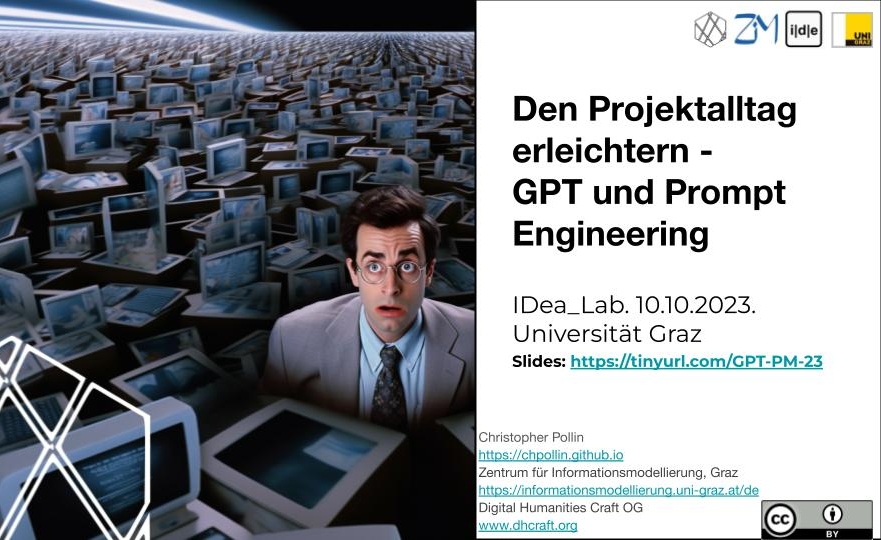 ZiM
i|d|e
UNI
GRAZ
Den Projektalltag
erleichtern -
GPT und Prompt
Engineering
IDea_Lab. 10.10.2023.
Universität Graz
Slides: https://tinyurl.com/GPT-PM-23
Christopher Pollin
https://chpollin.github.io
Zentrum für Informationsmodellierung, Graz
https://informationsmodellierung.uni-graz.at/de
Digital Humanities Craft OG
www.dhcraft.org
cc
BY